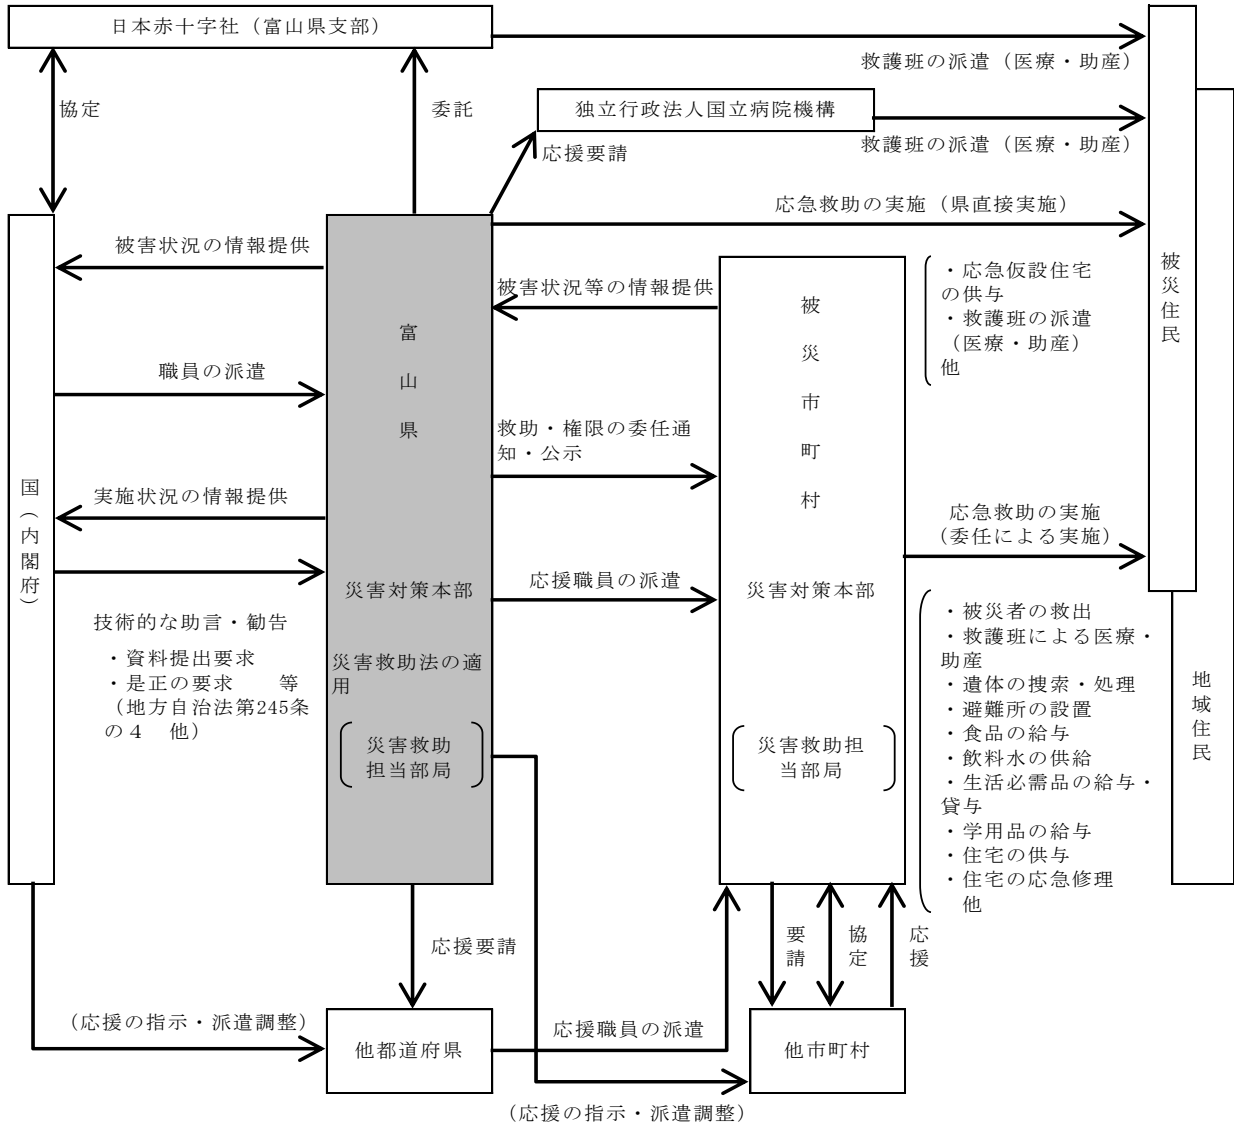 日本赤十字社（富山県支部）
救護班の派遣（医療・助産）
協定
委託
独立行政法人国立病院機構
救護班の派遣（医療・助産）
応援要請
応急救助の実施（県直接実施）
被害状況の情報提供
被害状況等の情報提供
・応急仮設住宅
の供与
・救護班の派遣
（医療・助産）
他
被災住民
富山県
被災市町村
職員の派遣
救助・権限の委任通
知・公示
国（内閣府）
実施状況の情報提供
応急救助の実施
（委任による実施）
災害対策本部
応援職員の派遣
災害対策本部
技術的な助言・勧告
・資料提出要求
・是正の要求　等
（地方自治法第245条
の４　他）
災害救助法の適
用
災害救助
担当部局
災害救助担
当部局
・被災者の救出
・救護班による医療・
助産
・遺体の捜索・処理
・避難所の設置
・食品の給与
・飲料水の供給
・生活必需品の給与・
貸与
・学用品の給与
・住宅の供与
・住宅の応急修理
他
地域住民
応援要請
要請
協定
応援
（応援の指示・派遣調整）
他都道府県
応援職員の派遣
他市町村
（応援の指示・派遣調整）